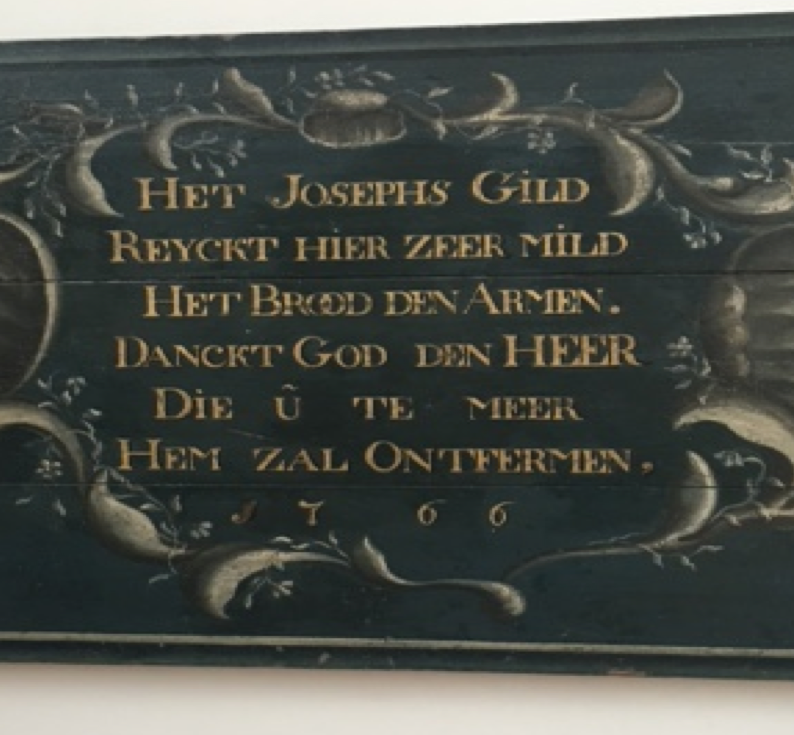 HET JOSEPHS GILD
REYCKT HIER ZEER MILD
HET BROOD DEN ARMEN.
DANCKT GOD DEN HEER
DIE Ũ TE MEER
HEM ZAL ONTFERMEN,
1766